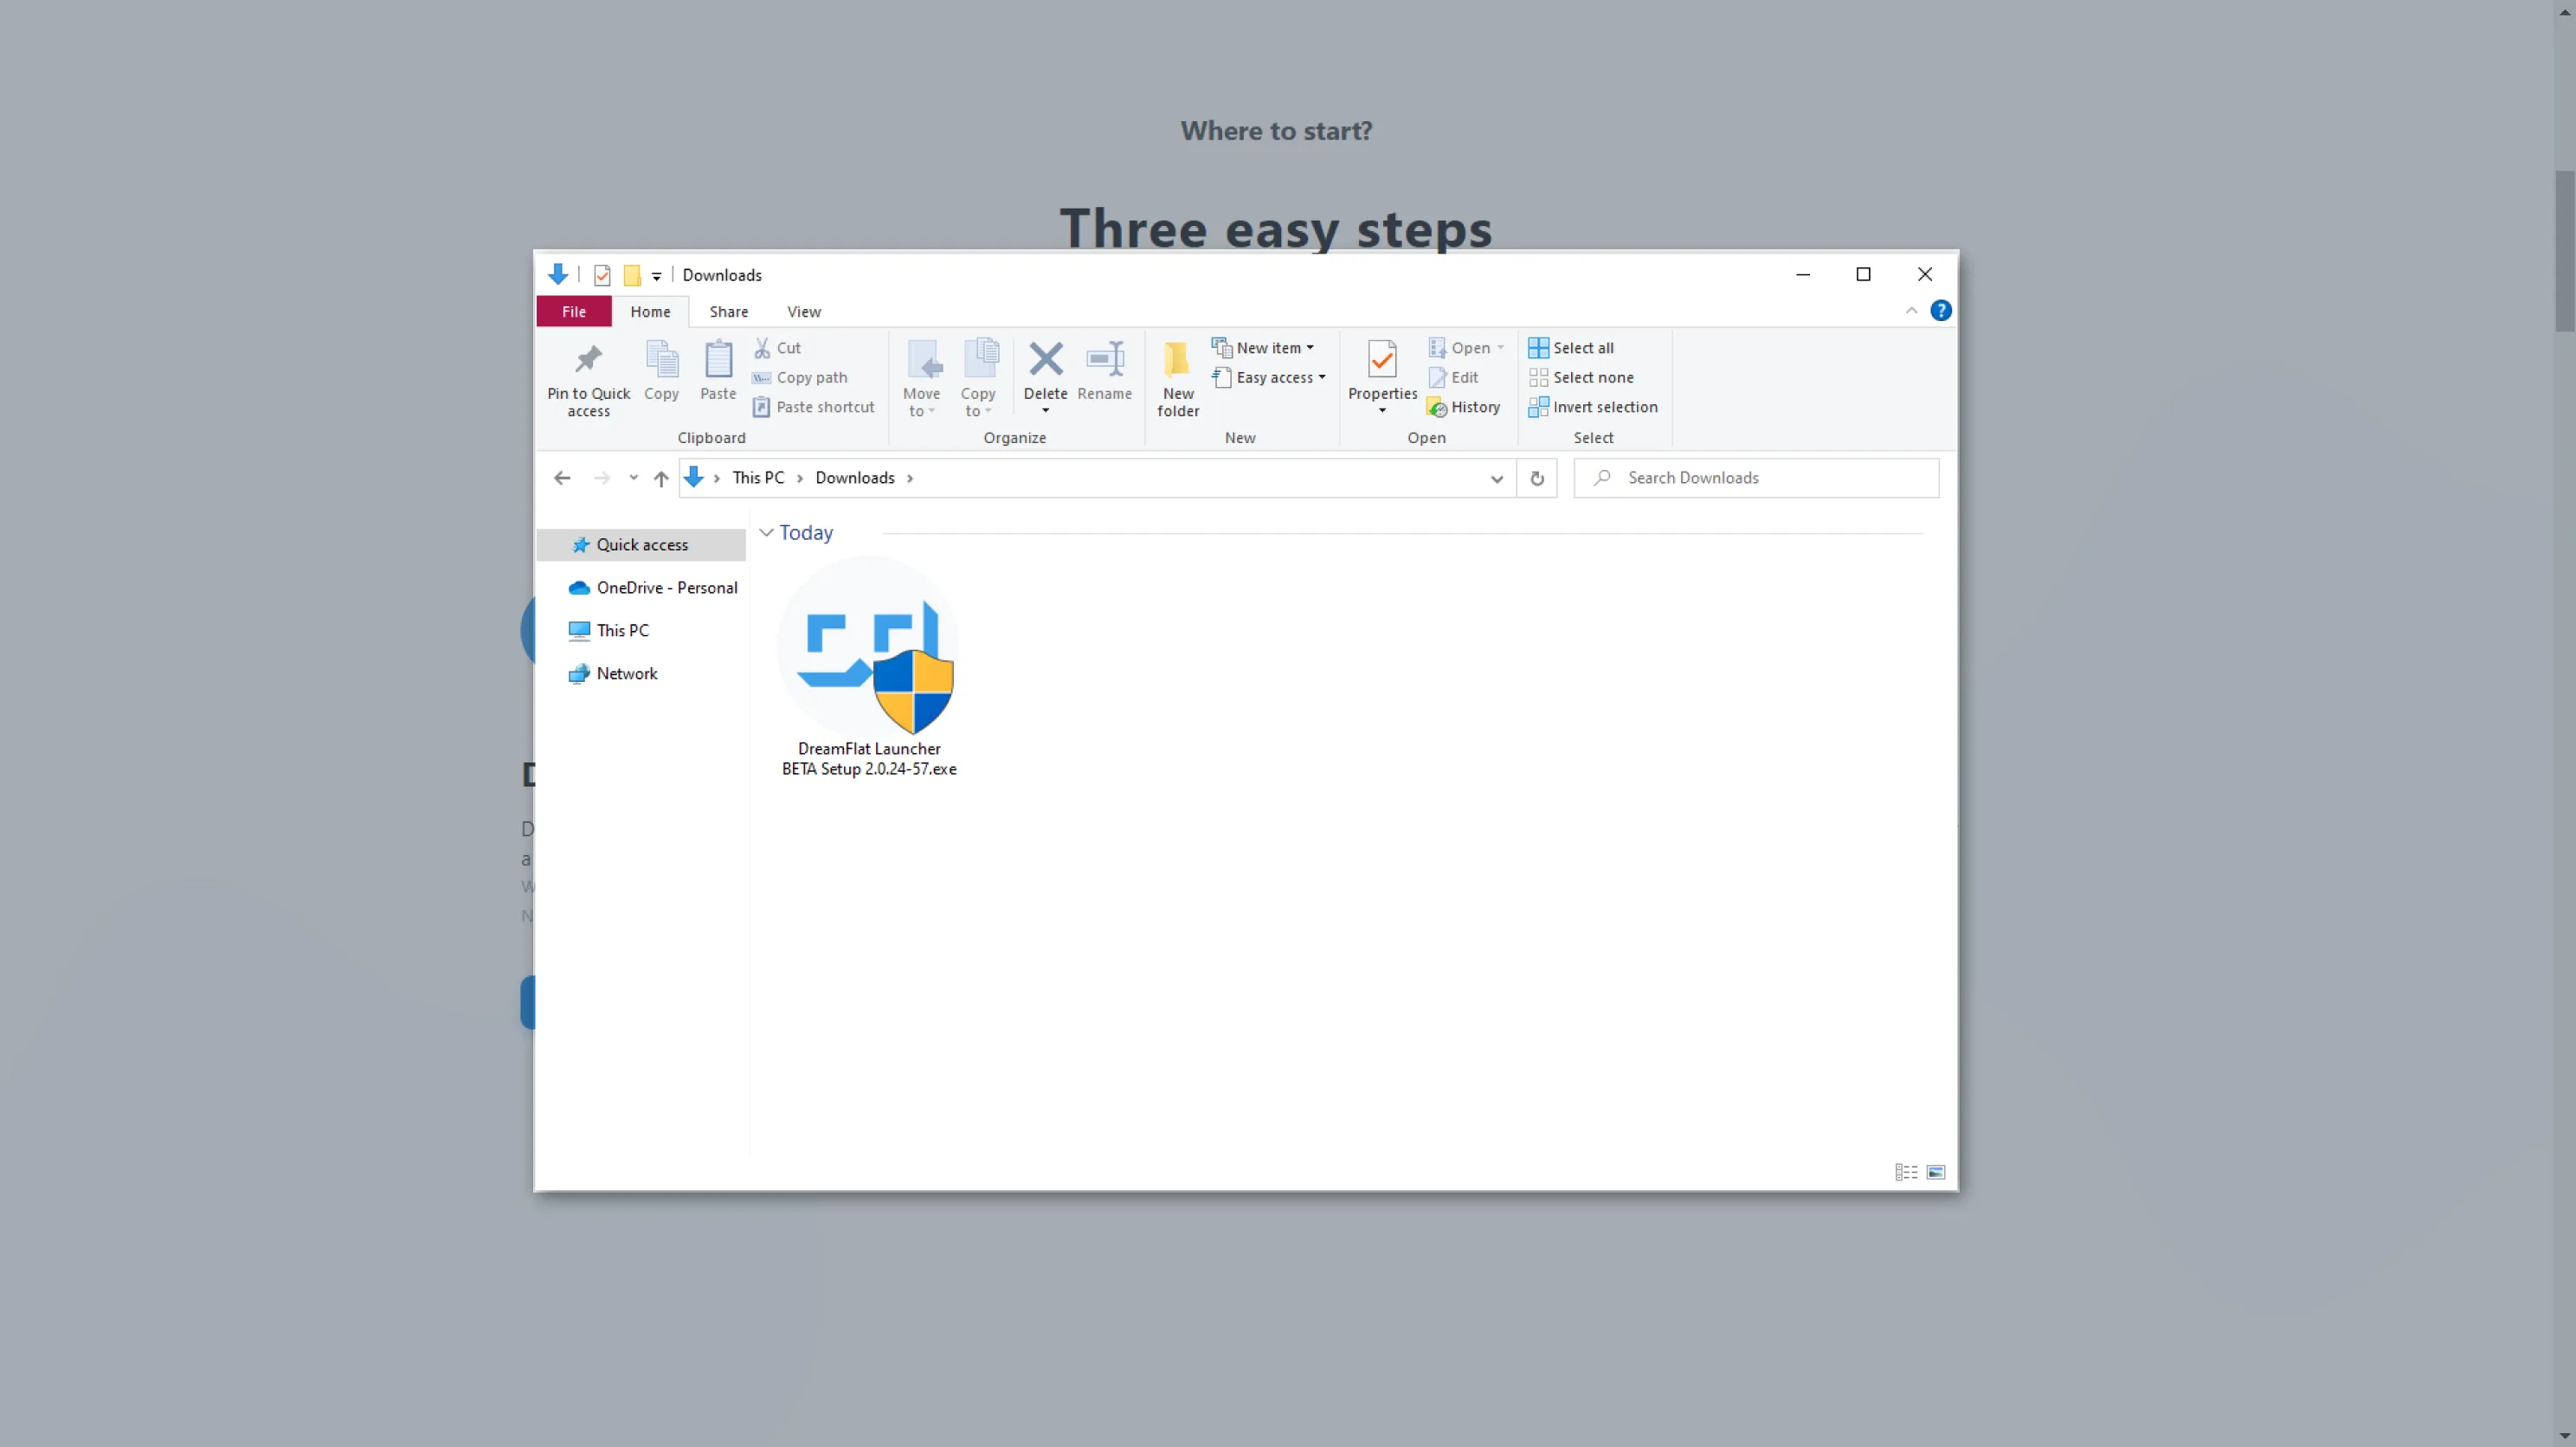 Where to start?
Three easy steps
Downloads
File Home Share View
Pin to Quick access
Copy
Paste
Cut
Copy path
Paste shortcut
Clipboard
Move to
Copy to
Delete
Rename
Organize
New folder
New item
Easy access
New
Properties
Open
Edit
History
Open
Select all
Select none
Invert selection
Select
This PC > Downloads >
Search Downloads
Quick access
OneDrive - Personal
This PC
Network
Today
DreamFlat Launcher
BETA Setup 2.0.24-57.exe